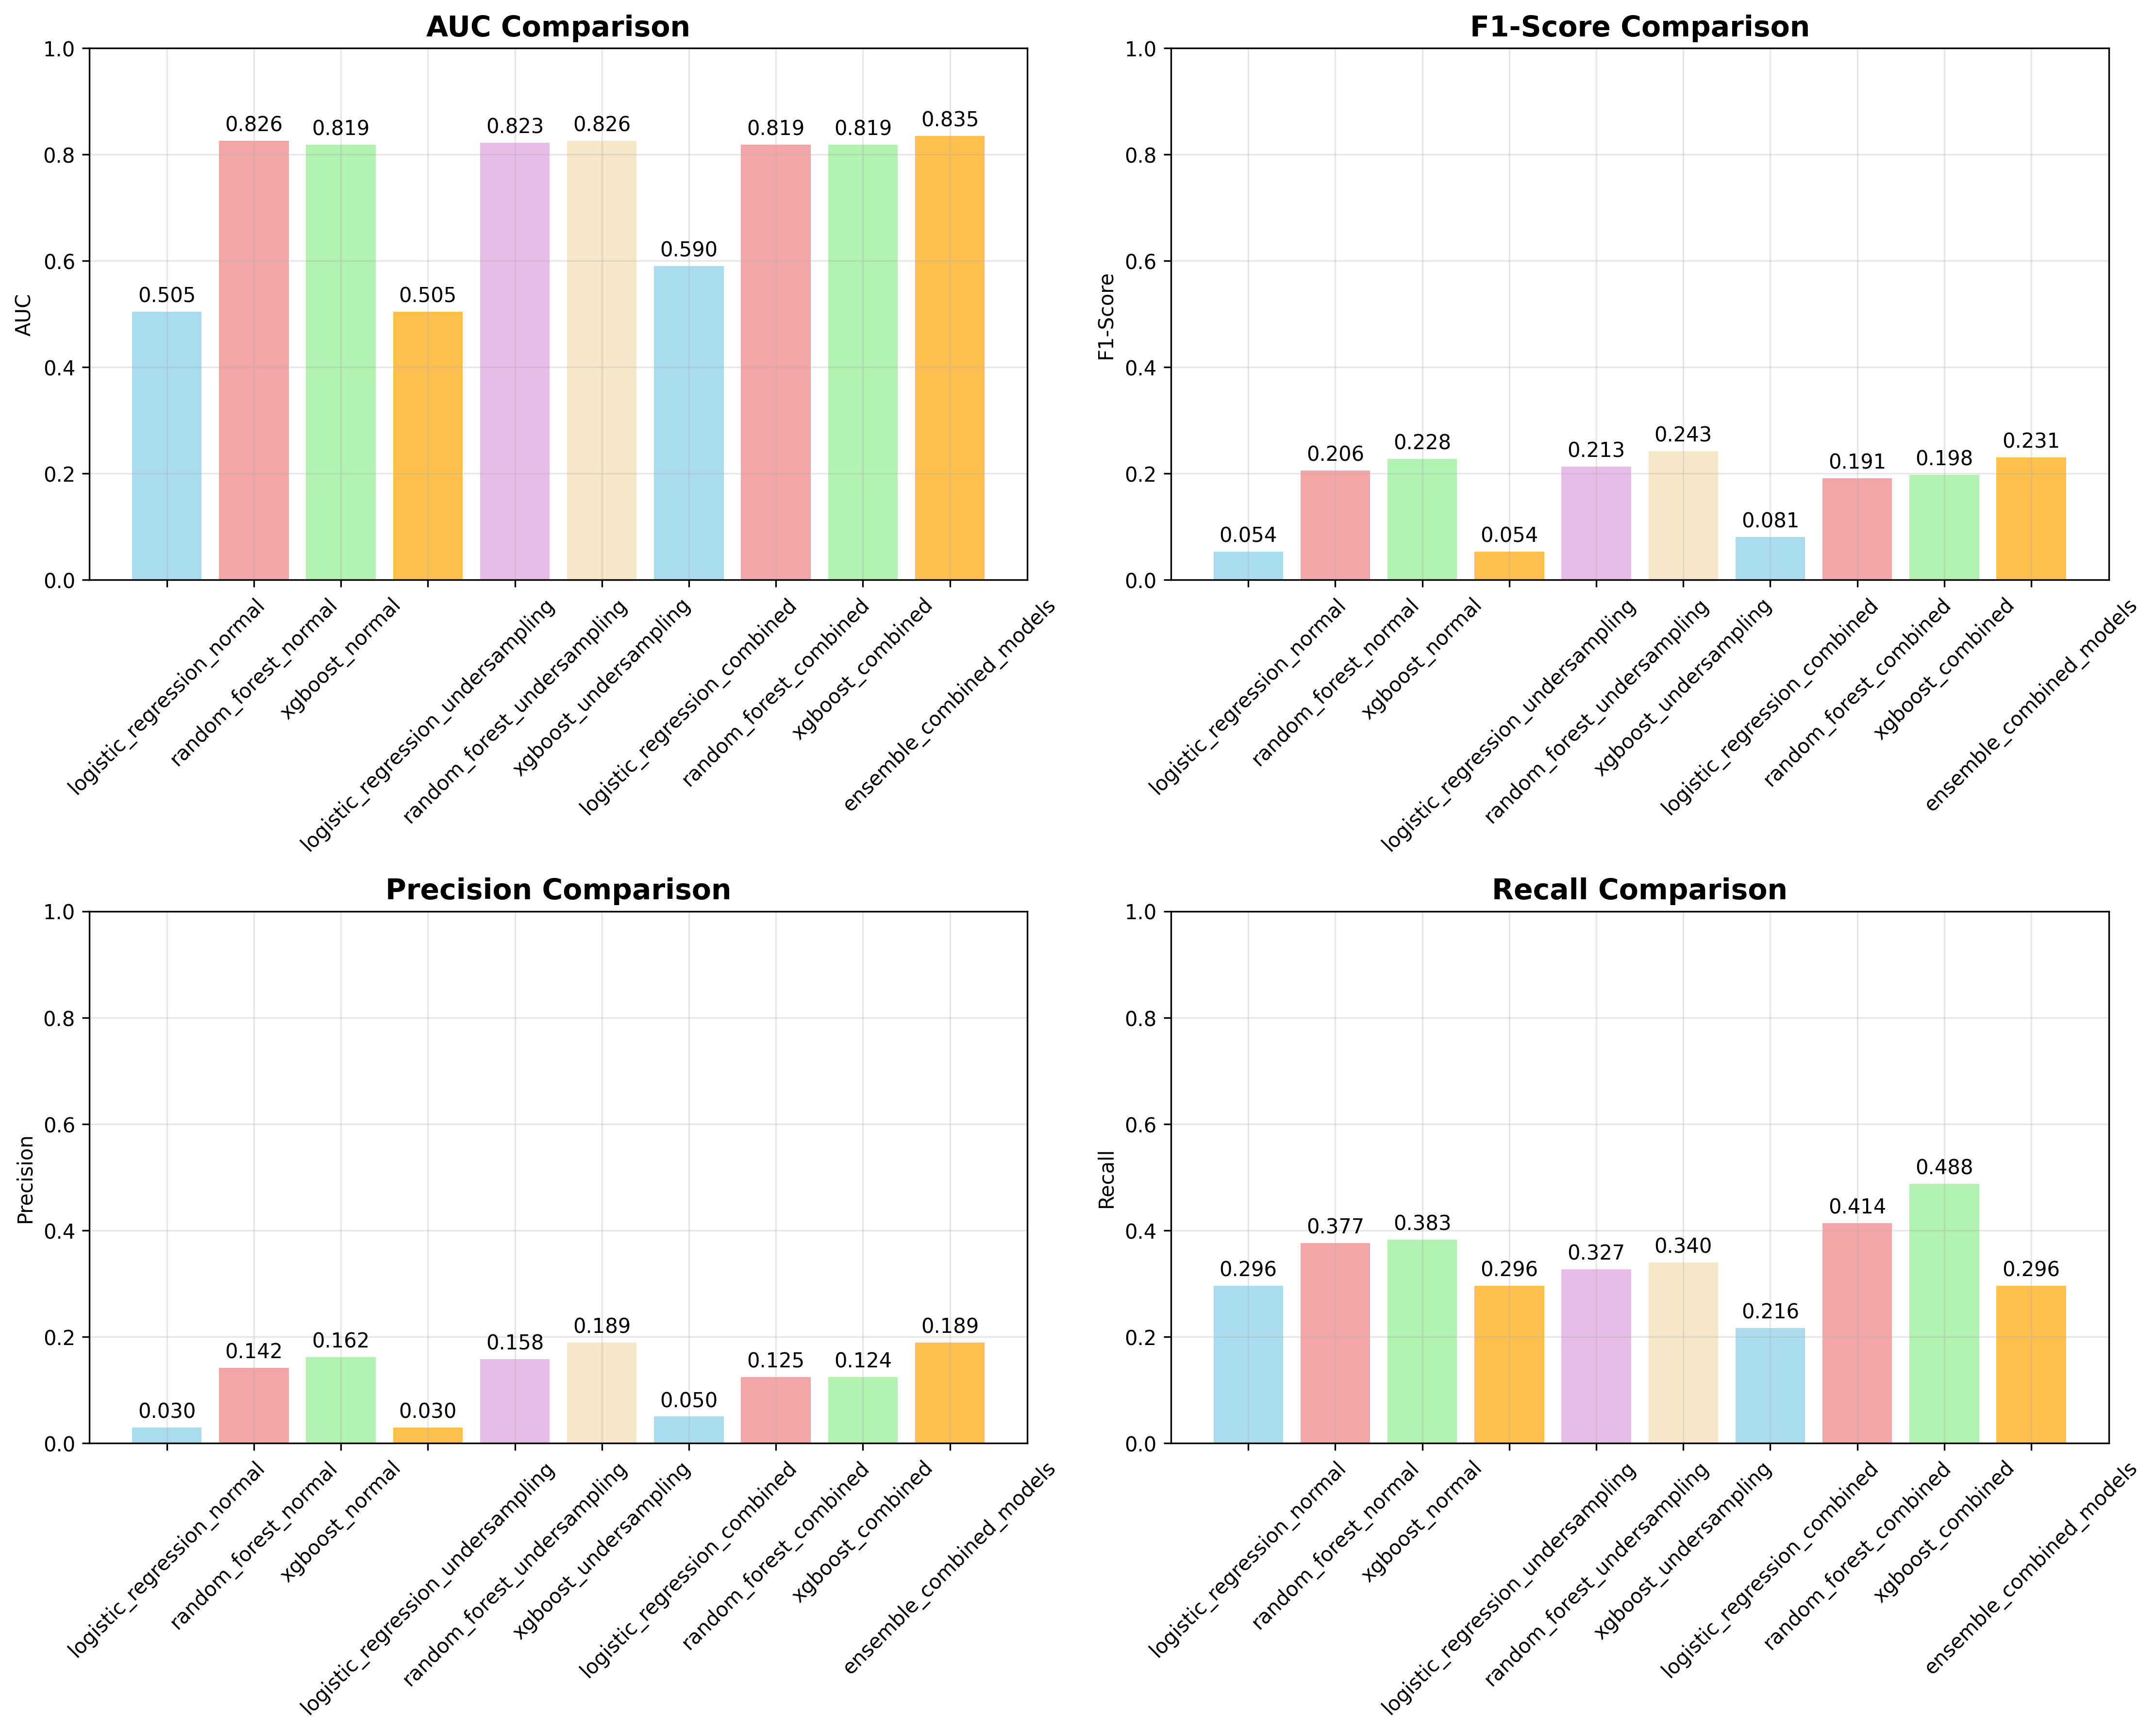 AUC Comparison
1.0
0.8
0.6
0.4
0.2
0.0
AUC
0.505
0.826
0.819
0.505
0.823
0.826
0.590
0.819
0.819
0.835
logistic_regression_normal
random_forest_normal
xgboost_normal
logistic_regression_undersampling
random_forest_undersampling
xgboost_undersampling
logistic_regression_combined
random_forest_combined
xgboost_combined
ensemble_combined_models
F1-Score Comparison
1.0
0.8
0.6
0.4
0.2
0.0
F1-Score
0.054
0.206
0.228
0.054
0.213
0.243
0.081
0.191
0.198
0.231
logistic_regression_normal
random_forest_normal
xgboost_normal
logistic_regression_undersampling
random_forest_undersampling
xgboost_undersampling
logistic_regression_combined
random_forest_combined
xgboost_combined
ensemble_combined_models
Precision Comparison
1.0
0.8
0.6
0.4
0.2
0.0
Precision
0.030
0.142
0.162
0.030
0.158
0.189
0.050
0.125
0.124
0.189
logistic_regression_normal
random_forest_normal
xgboost_normal
logistic_regression_undersampling
random_forest_undersampling
xgboost_undersampling
logistic_regression_combined
random_forest_combined
xgboost_combined
ensemble_combined_models
Recall Comparison
1.0
0.8
0.6
0.4
0.2
0.0
Recall
0.296
0.377
0.383
0.296
0.327
0.340
0.216
0.414
0.488
0.296
logistic_regression_normal
random_forest_normal
xgboost_normal
logistic_regression_undersampling
random_forest_undersampling
xgboost_undersampling
logistic_regression_combined
random_forest_combined
xgboost_combined
ensemble_combined_models